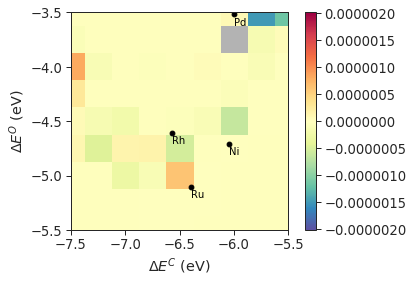 −3.5
−4.0
−4.5
−5.0
−5.5
ΔE^O (eV)
−7.5 −7.0 −6.5 −6.0 −5.5
ΔE^C (eV)
Pd
Rh
Ni
Ru
0.0000020
0.0000015
0.0000010
0.0000005
0.0000000
−0.0000005
−0.0000010
−0.0000015
−0.0000020